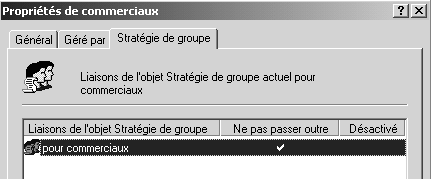 Propriétés de commerciaux
Général Géré par Stratégie de groupe
Liaisons de l'objet Stratégie de groupe actuel pour
commerciaux
Liaisons de l'objet Stratégie de groupe Ne pas passer outre Désactivé
pour commerciaux